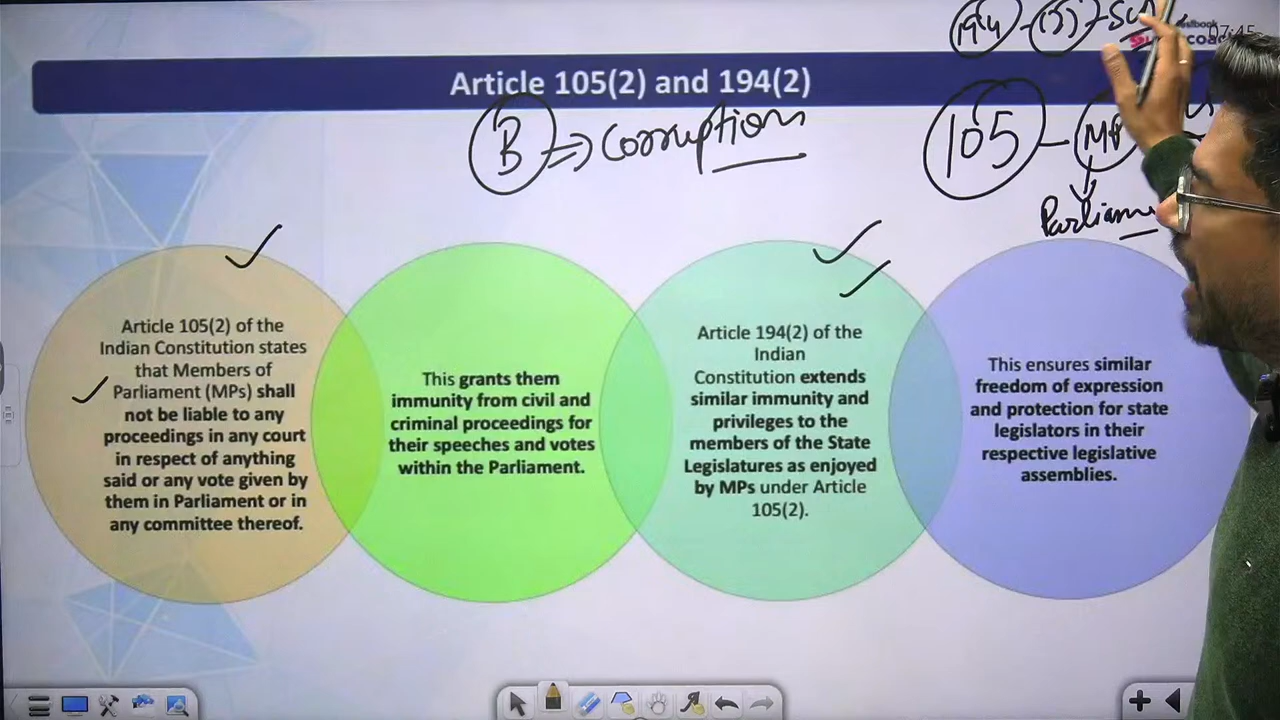 07:45
coa
Article 105(2) and 194(2)
B ⇒ corruption
105 - MP
Parliame
Article 105(2) of the
Indian Constitution states
that Members of
Parliament (MPs) shall
not be liable to any
proceedings in any court
in respect of anything
said or any vote given by
them in Parliament or in
any committee thereof.
This grants them
immunity from civil and
criminal proceedings for
their speeches and votes
within the Parliament.
Article 194(2) of the
Indian
Constitution extends
similar immunity and
privileges to the
members of the State
Legislatures as enjoyed
by MPs under Article
105(2).
This ensures similar
freedom of expression
and protection for state
legislators in their
respective legislative
assemblies.